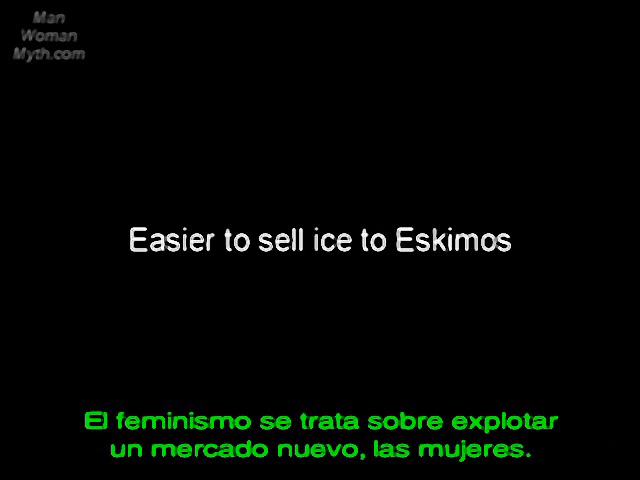 Man
Woman
Myth.com
Easier to sell ice to Eskimos
El feminismo se trata sobre explotar
un mercado nuevo, las mujeres.